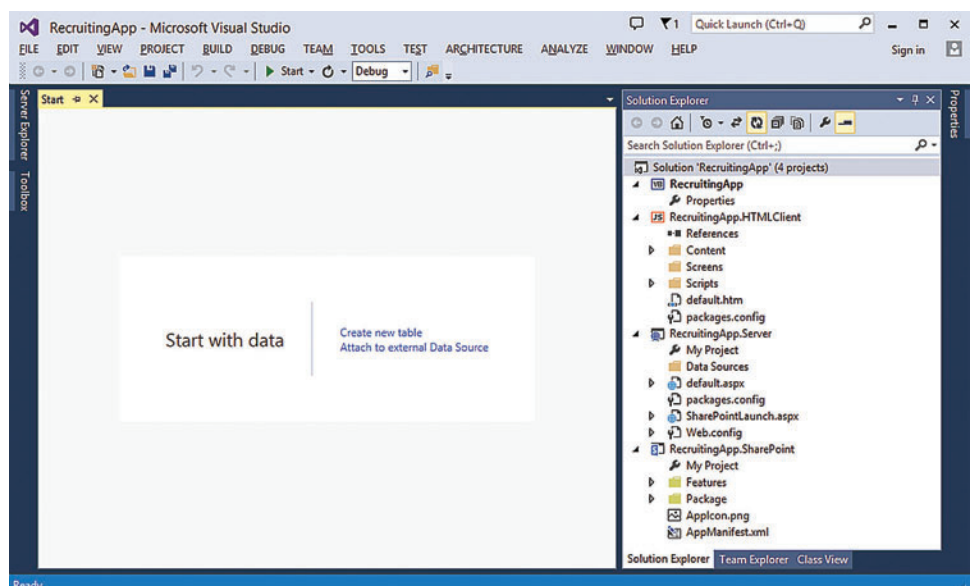 RecruitingApp - Microsoft Visual Studio
1
Quick Launch (Ctrl+Q)
FILE EDIT VIEW PROJECT BUILD DEBUG TEAM TOOLS TEST ARCHITECTURE ANALYZE WINDOW HELP
Sign in
Start
Debug
Server Explorer
Toolbox
Start
Start with data
Create new table
Attach to external Data Source
Solution Explorer
Search Solution Explorer (Ctrl+;)
Solution 'RecruitingApp' (4 projects)
VB RecruitingApp
Properties
JS RecruitingApp.HTMLClient
References
Content
Screens
Scripts
default.htm
packages.config
RecruitingApp.Server
My Project
Data Sources
default.aspx
packages.config
SharePointLaunch.aspx
Web.config
RecruitingApp.SharePoint
My Project
Features
Package
AppIcon.png
AppManifest.xml
Solution Explorer Team Explorer Class View
Properties
Ready